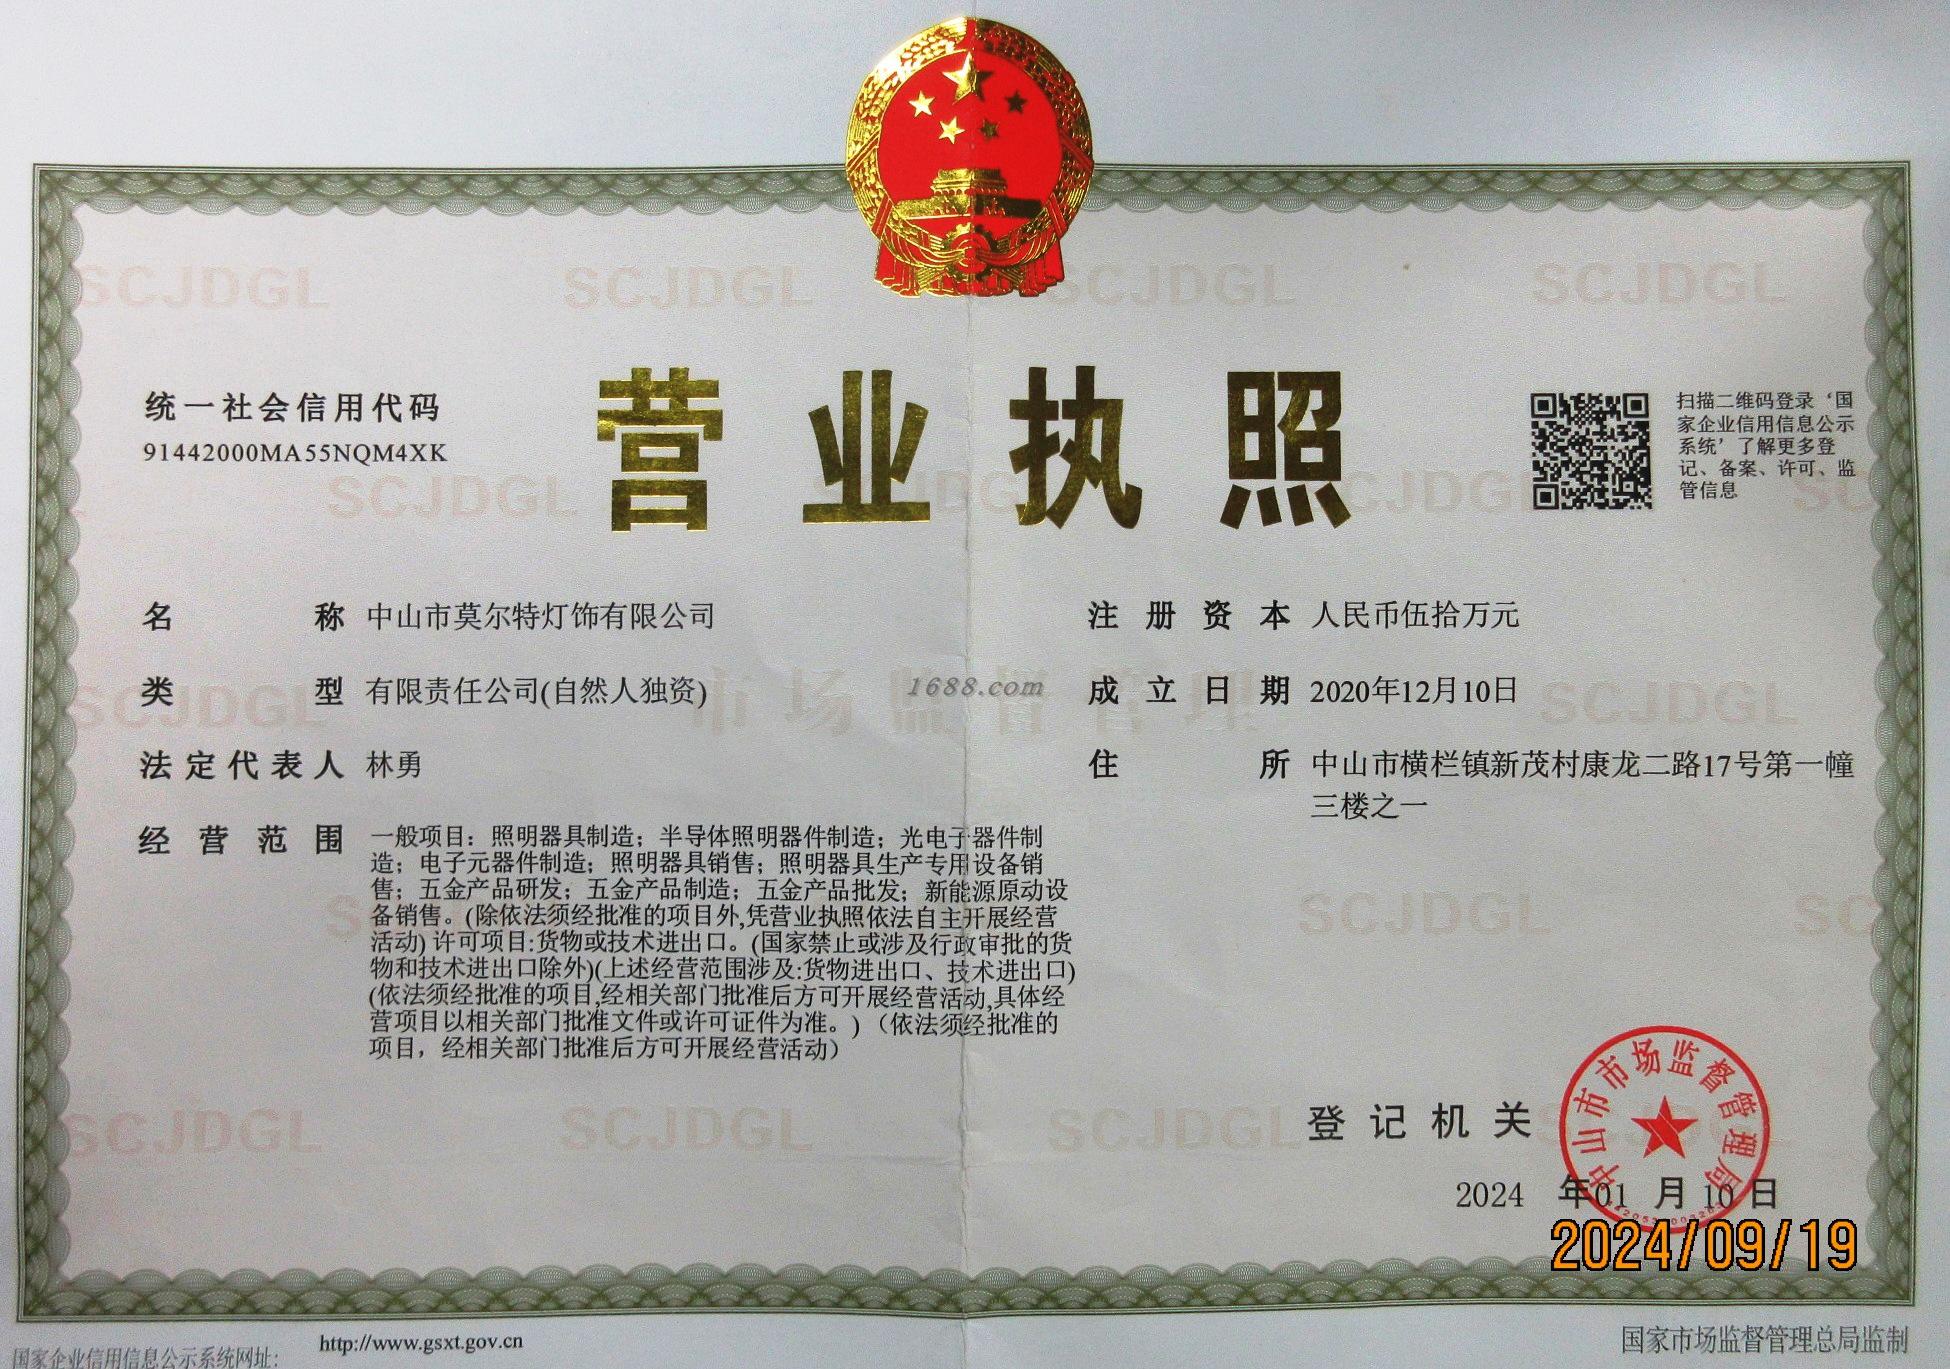 营业执照
统一社会信用代码
91442000MA55NQM4XK
扫描二维码登录‘国
家企业信用信息公示
系统’了解更多登
记、备案、许可、监
管信息
名称 中山市莫尔特灯饰有限公司
类型 有限责任公司(自然人独资)
法定代表人 林勇
经营范围 一般项目：照明器具制造；半导体照明器件制造；光电子器件制
造；电子元器件制造；照明器具销售；照明器具生产专用设备销
售；五金产品研发；五金产品制造；五金产品批发；新能源原动设
备销售。(除依法须经批准的项目外,凭营业执照依法自主开展经营
活动) 许可项目:货物或技术进出口。(国家禁止或涉及行政审批的货
物和技术进出口除外)(上述经营范围涉及:货物进出口、技术进出口)
(依法须经批准的项目,经相关部门批准后方可开展经营活动,具体经
营项目以相关部门批准文件或许可证件为准。) （依法须经批准的
项目，经相关部门批准后方可开展经营活动）
注册资本 人民币伍拾万元
成立日期 2020年12月10日
住所 中山市横栏镇新茂村康龙二路17号第一幢
三楼之一
1688.com
市场监督管理
SCJDGL
登记机关
中山市市场监督管理局
2024 年 01 月 10 日
2024/09/19
国家企业信用信息公示系统网址：
http://www.gsxt.gov.cn
国家市场监督管理总局监制